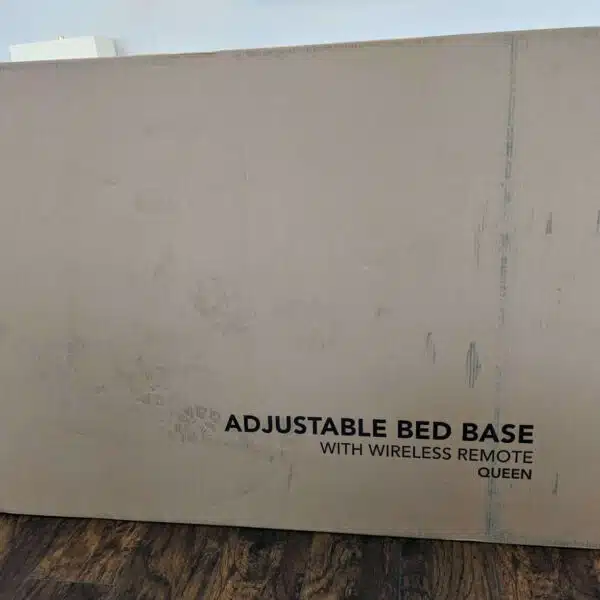 ADJUSTABLE BED BASE
WITH WIRELESS REMOTE
QUEEN